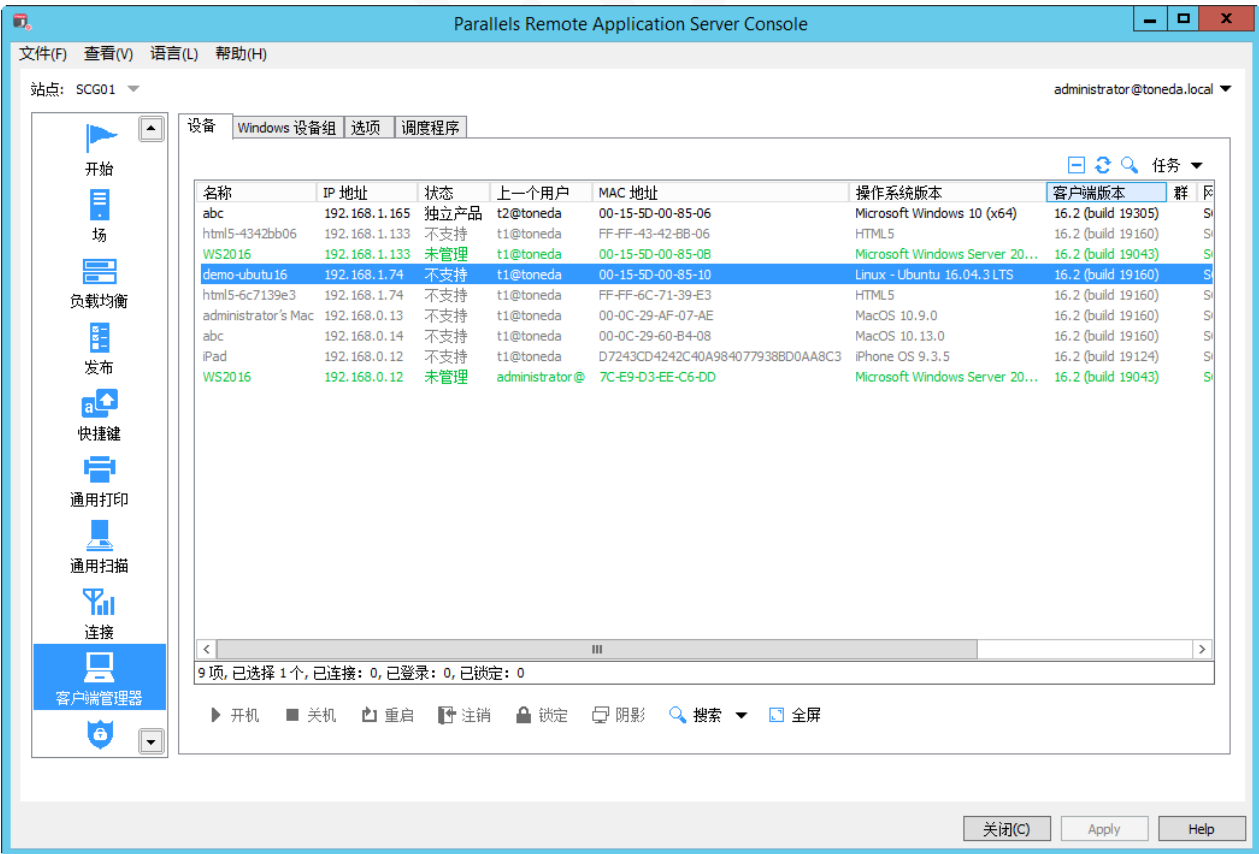 Parallels Remote Application Server Console
文件(F) 查看(V) 语言(L) 帮助(H)
站点: SCG01 administrator@toneda.local
开始
场
负载均衡
发布
快捷键
通用打印
通用扫描
连接
客户端管理器
设备 Windows 设备组 选项 调度程序
任务
名称 IP 地址 状态 上一个用户 MAC 地址 操作系统版本 客户端版本 群
abc 192.168.1.165 独立产品 t2@toneda 00-15-5D-00-85-06 Microsoft Windows 10 (x64) 16.2 (build 19305)
html5-4342bb06 192.168.1.133 不支持 t1@toneda FF-FF-43-42-BB-06 HTML5 16.2 (build 19160)
WS2016 192.168.1.133 未管理 t1@toneda 00-15-5D-00-85-0B Microsoft Windows Server 20... 16.2 (build 19043)
demo-ubutu16 192.168.1.74 不支持 t1@toneda 00-15-5D-00-85-10 Linux - Ubuntu 16.04.3 LTS 16.2 (build 19160)
html5-6c7139e3 192.168.1.74 不支持 t1@toneda FF-FF-6C-71-39-E3 HTML5 16.2 (build 19160)
administrator's Mac 192.168.0.13 不支持 t1@toneda 00-0C-29-AF-07-AE MacOS 10.9.0 16.2 (build 19160)
abc 192.168.0.14 不支持 t1@toneda 00-0C-29-60-B4-08 MacOS 10.13.0 16.2 (build 19160)
iPad 192.168.0.12 不支持 t1@toneda D7243CD4242C40A984077938BD0AA8C3 iPhone OS 9.3.5 16.2 (build 19124)
WS2016 192.168.0.12 未管理 administrator@ 7C-E9-D3-EE-C6-DD Microsoft Windows Server 20... 16.2 (build 19043)
9 项, 已选择 1 个, 已连接: 0, 已登录: 0, 已锁定: 0
开机 关机 重启 注销 锁定 阴影 搜索 全屏
关闭(C) Apply Help